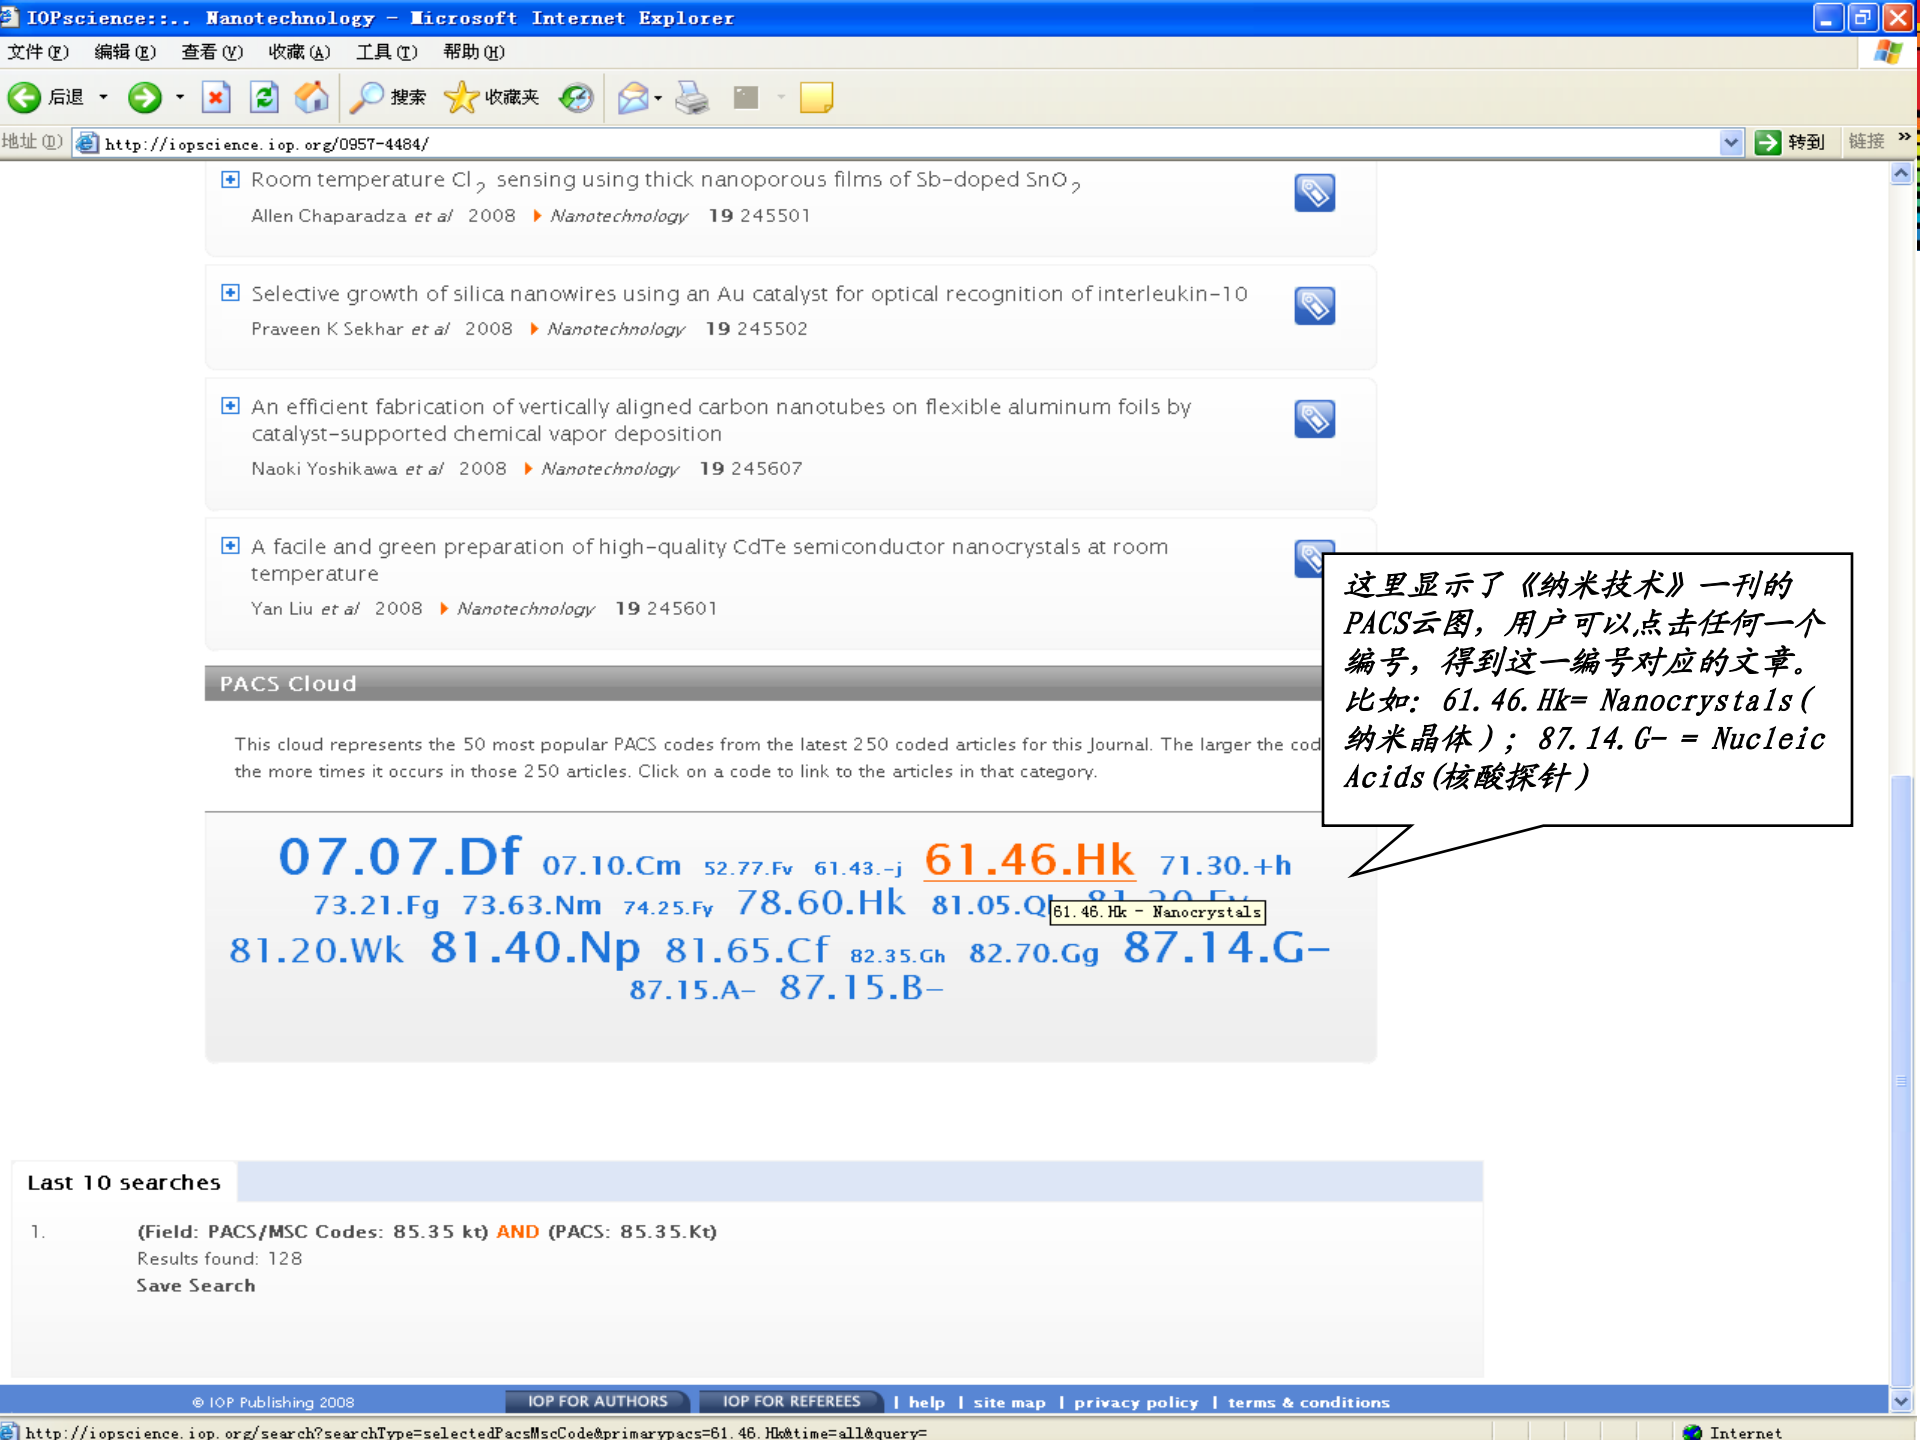 IOPscience::.. Nanotechnology - Microsoft Internet Explorer
文件(F) 编辑(E) 查看(V) 收藏(A) 工具(T) 帮助(H)
后退 搜索 收藏夹
地址(D) http://iopscience.iop.org/0957-4484/ 转到 链接 »
Room temperature Cl2 sensing using thick nanoporous films of Sb-doped SnO2
Allen Chaparadza et al 2008 Nanotechnology 19 245501
Selective growth of silica nanowires using an Au catalyst for optical recognition of interleukin-10
Praveen K Sekhar et al 2008 Nanotechnology 19 245502
An efficient fabrication of vertically aligned carbon nanotubes on flexible aluminum foils by
catalyst-supported chemical vapor deposition
Naoki Yoshikawa et al 2008 Nanotechnology 19 245607
A facile and green preparation of high-quality CdTe semiconductor nanocrystals at room
temperature
Yan Liu et al 2008 Nanotechnology 19 245601
这里显示了《纳米技术》一刊的
PACS云图，用户可以点击任何一个
编号，得到这一编号对应的文章。
比如: 61.46.Hk= Nanocrystals(
纳米晶体); 87.14.G- = Nucleic
Acids(核酸探针)
PACS Cloud
This cloud represents the 50 most popular PACS codes from the latest 250 coded articles for this Journal. The larger the cod
the more times it occurs in those 250 articles. Click on a code to link to the articles in that category.
07.07.Df 07.10.Cm 52.77.Fv 61.43.-j 61.46.Hk 71.30.+h
73.21.Fg 73.63.Nm 74.25.Fy 78.60.Hk 81.05.Q
61.46.Hk - Nanocrystals
81.20.Wk 81.40.Np 81.65.Cf 82.35.Gh 82.70.Gg 87.14.G-
87.15.A- 87.15.B-
Last 10 searches
1. (Field: PACS/MSC Codes: 85.35 kt) AND (PACS: 85.35.Kt)
Results found: 128
Save Search
© IOP Publishing 2008 IOP FOR AUTHORS IOP FOR REFEREES | help | site map | privacy policy | terms & conditions
http://iopscience.iop.org/search?searchType=selectedPacsMscCode&primarypacs=61.46.Hk&time=all&query= Internet